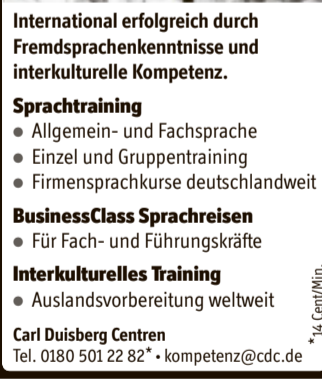 International erfolgreich durch
Fremdsprachenkenntnisse und
interkulturelle Kompetenz.
Sprachtraining
● Allgemein- und Fachsprache
● Einzel und Gruppentraining
● Firmensprachkurse deutschlandweit
BusinessClass Sprachreisen
● Für Fach- und Führungskräfte
Interkulturelles Training
● Auslandsvorbereitung weltweit
Carl Duisberg Centren
Tel. 0180 501 22 82* • kompetenz@cdc.de
*14 Cent/Min.